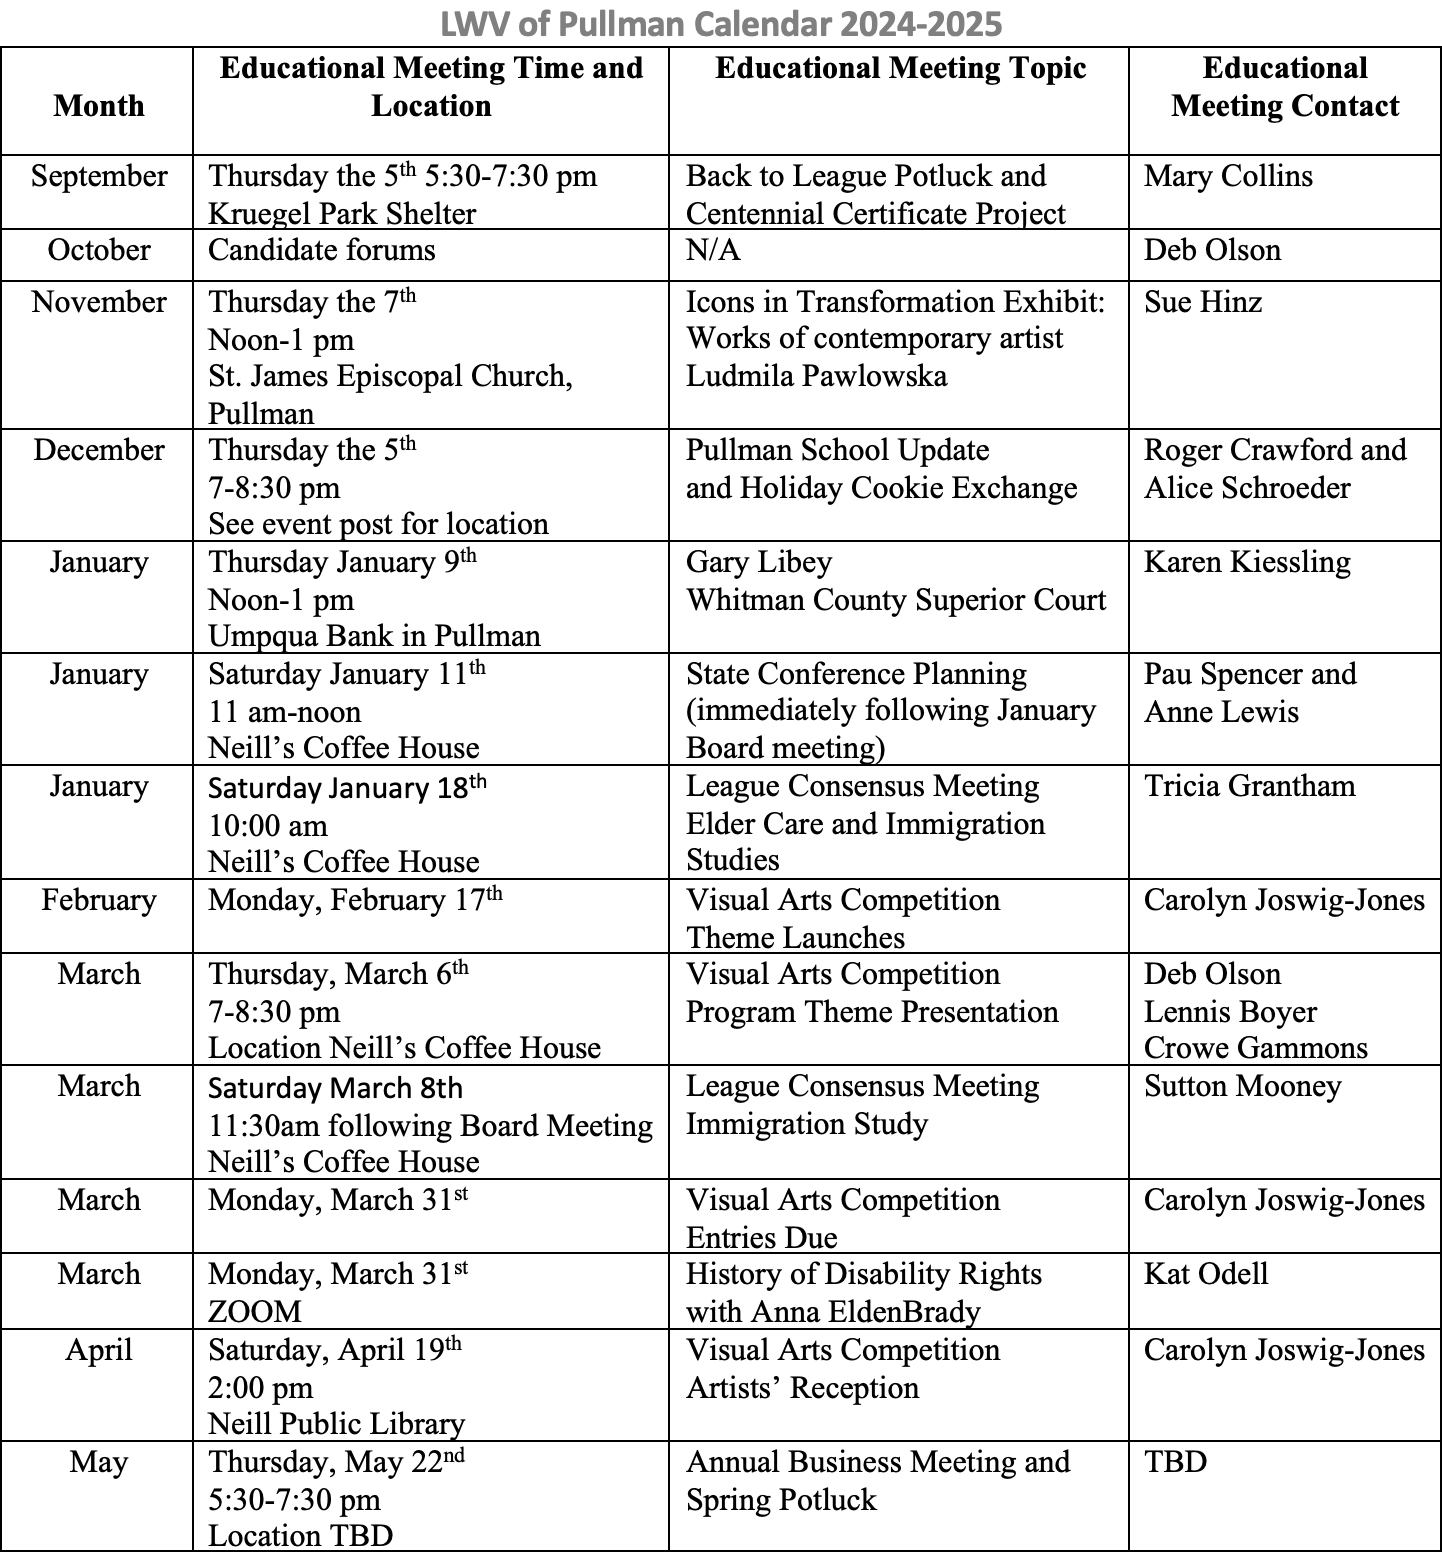 LWV of Pullman Calendar 2024-2025
Month
Educational Meeting Time and
Location
Educational Meeting Topic
Educational
Meeting Contact
September
Thursday the 5th 5:30-7:30 pm
Kruegel Park Shelter
Back to League Potluck and
Centennial Certificate Project
Mary Collins
October
Candidate forums
N/A
Deb Olson
November
Thursday the 7th
Noon-1 pm
St. James Episcopal Church,
Pullman
Icons in Transformation Exhibit:
Works of contemporary artist
Ludmila Pawlowska
Sue Hinz
December
Thursday the 5th
7-8:30 pm
See event post for location
Pullman School Update
and Holiday Cookie Exchange
Roger Crawford and
Alice Schroeder
January
Thursday January 9th
Noon-1 pm
Umpqua Bank in Pullman
Gary Libey
Whitman County Superior Court
Karen Kiessling
January
Saturday January 11th
11 am-noon
Neill’s Coffee House
State Conference Planning
(immediately following January
Board meeting)
Pau Spencer and
Anne Lewis
January
Saturday January 18th
10:00 am
Neill’s Coffee House
League Consensus Meeting
Elder Care and Immigration
Studies
Tricia Grantham
February
Monday, February 17th
Visual Arts Competition
Theme Launches
Carolyn Joswig-Jones
March
Thursday, March 6th
7-8:30 pm
Location Neill’s Coffee House
Visual Arts Competition
Program Theme Presentation
Deb Olson
Lennis Boyer
Crowe Gammons
March
Saturday March 8th
11:30am following Board Meeting
Neill’s Coffee House
League Consensus Meeting
Immigration Study
Sutton Mooney
March
Monday, March 31st
Visual Arts Competition
Entries Due
Carolyn Joswig-Jones
March
Monday, March 31st
ZOOM
History of Disability Rights
with Anna EldenBrady
Kat Odell
April
Saturday, April 19th
2:00 pm
Neill Public Library
Visual Arts Competition
Artists’ Reception
Carolyn Joswig-Jones
May
Thursday, May 22nd
5:30-7:30 pm
Location TBD
Annual Business Meeting and
Spring Potluck
TBD